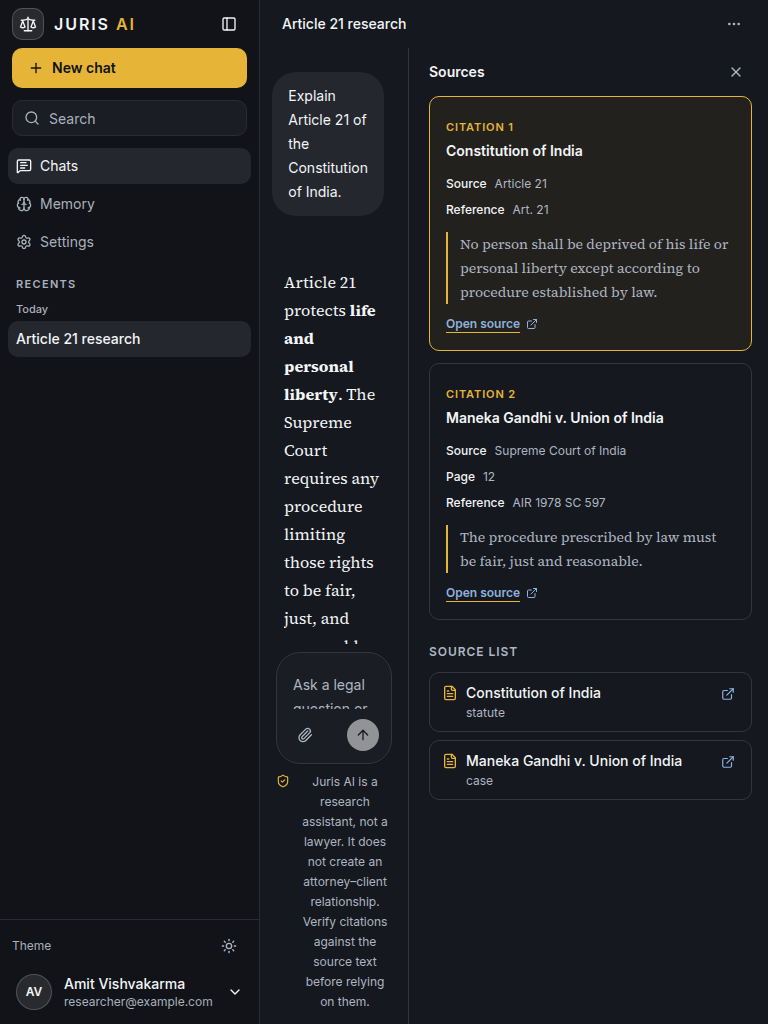 JURIS AI
New chat
Search
Chats
Memory
Settings
RECENTS
Today
Article 21 research
Theme
AV
Amit Vishvakarma
researcher@example.com
Article 21 research
Explain
Article 21 of
the
Constitution
of India.
Article 21
protects life
and
personal
liberty. The
Supreme
Court
requires any
procedure
limiting
those rights
to be fair,
just, and
Ask a legal
question or
Juris AI is a
research
assistant, not a
lawyer. It does
not create an
attorney–client
relationship.
Verify citations
against the
source text
before relying
on them.
Sources
CITATION 1
Constitution of India
Source Article 21
Reference Art. 21
No person shall be deprived of his life or
personal liberty except according to
procedure established by law.
Open source
CITATION 2
Maneka Gandhi v. Union of India
Source Supreme Court of India
Page 12
Reference AIR 1978 SC 597
The procedure prescribed by law must
be fair, just and reasonable.
Open source
SOURCE LIST
Constitution of India
statute
Maneka Gandhi v. Union of India
case